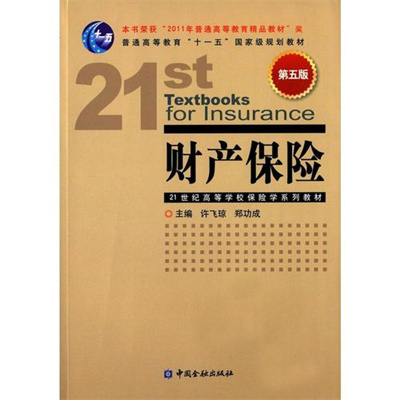 本书荣获“2011年普通高等教育精品教材”奖
普通高等教育“十一五”国家级规划教材
十一五
21st
第五版
Textbooks
for Insurance
财产保险
21世纪高等学校保险学系列教材
主编 许飞琼 郑功成
中国金融出版社